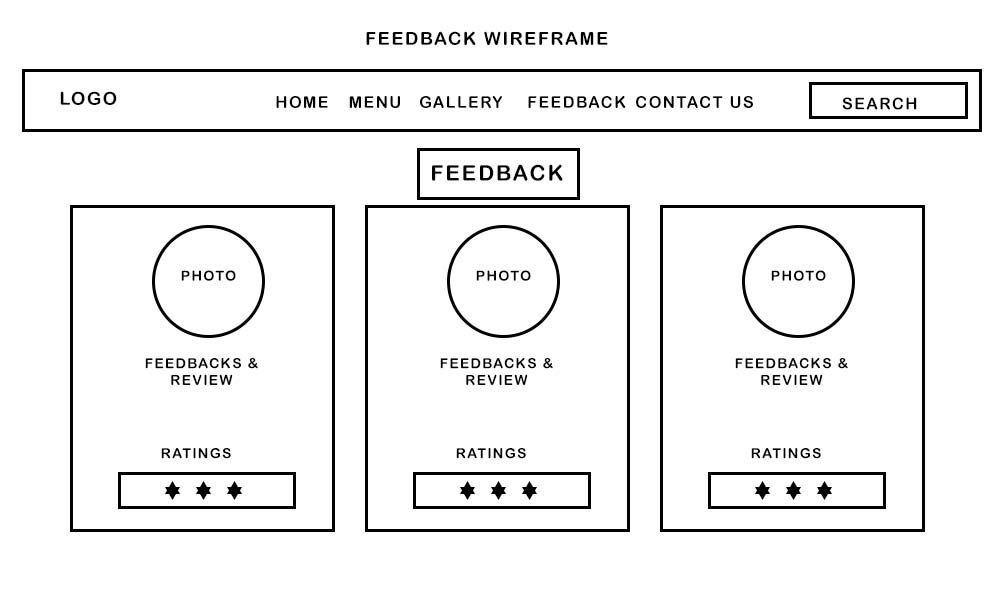 FEEDBACK WIREFRAME
LOGO HOME MENU GALLERY FEEDBACK CONTACT US SEARCH
FEEDBACK
PHOTO
FEEDBACKS &
REVIEW
RATINGS
PHOTO
FEEDBACKS &
REVIEW
RATINGS
PHOTO
FEEDBACKS &
REVIEW
RATINGS